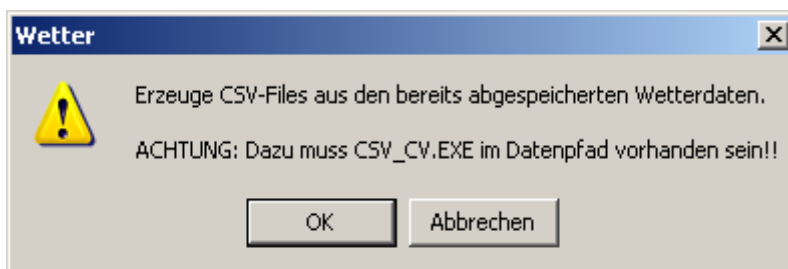 Wetter
Erzeuge CSV-Files aus den bereits abgespeicherten Wetterdaten.
ACHTUNG: Dazu muss CSV_CV.EXE im Datenpfad vorhanden sein!!
OK
Abbrechen